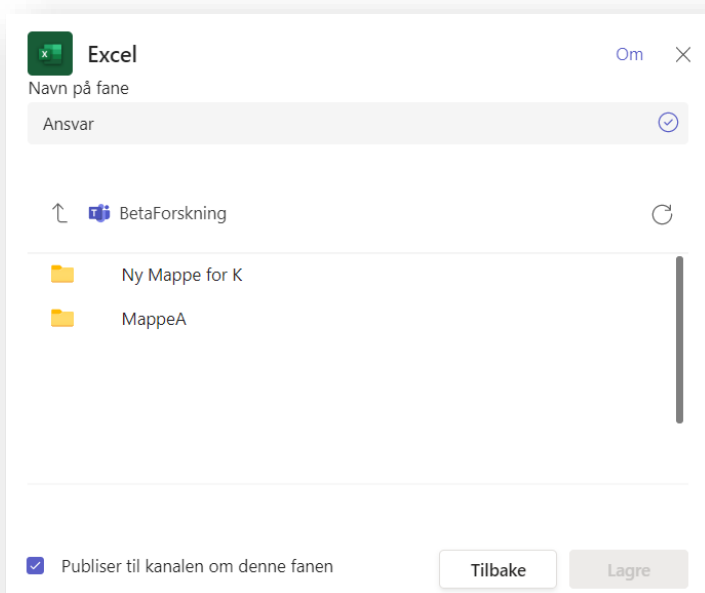 Excel
Om
Navn på fane
Ansvar
BetaForskning
Ny Mappe for K
MappeA
Publiser til kanalen om denne fanen
Tilbake
Lagre